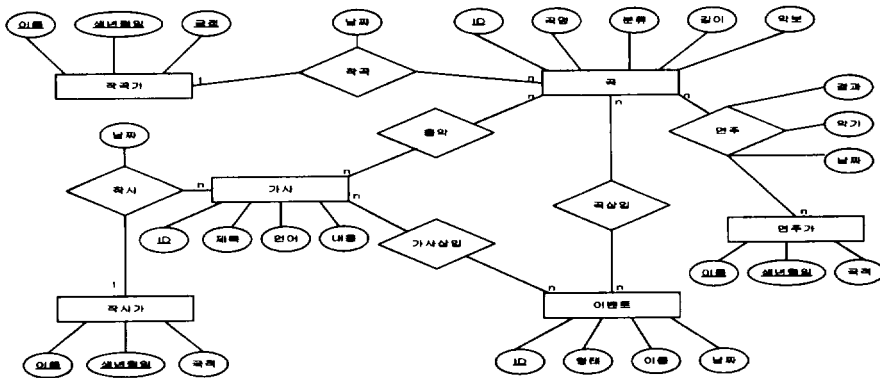 이름
생년월일
국적
날짜
ID
곡명
분류
길이
악보
1
작곡
n
작곡가
곡
n
n
n
결과
연주
악기
날짜
음악
날짜
작사
n
가사
n
n
곡삽입
ID
제목
언어
내용
가사삽입
n
연주가
이름
생년월일
국적
1
작사가
n
n
이벤트
이름
생년월일
국적
ID
형태
이름
날짜